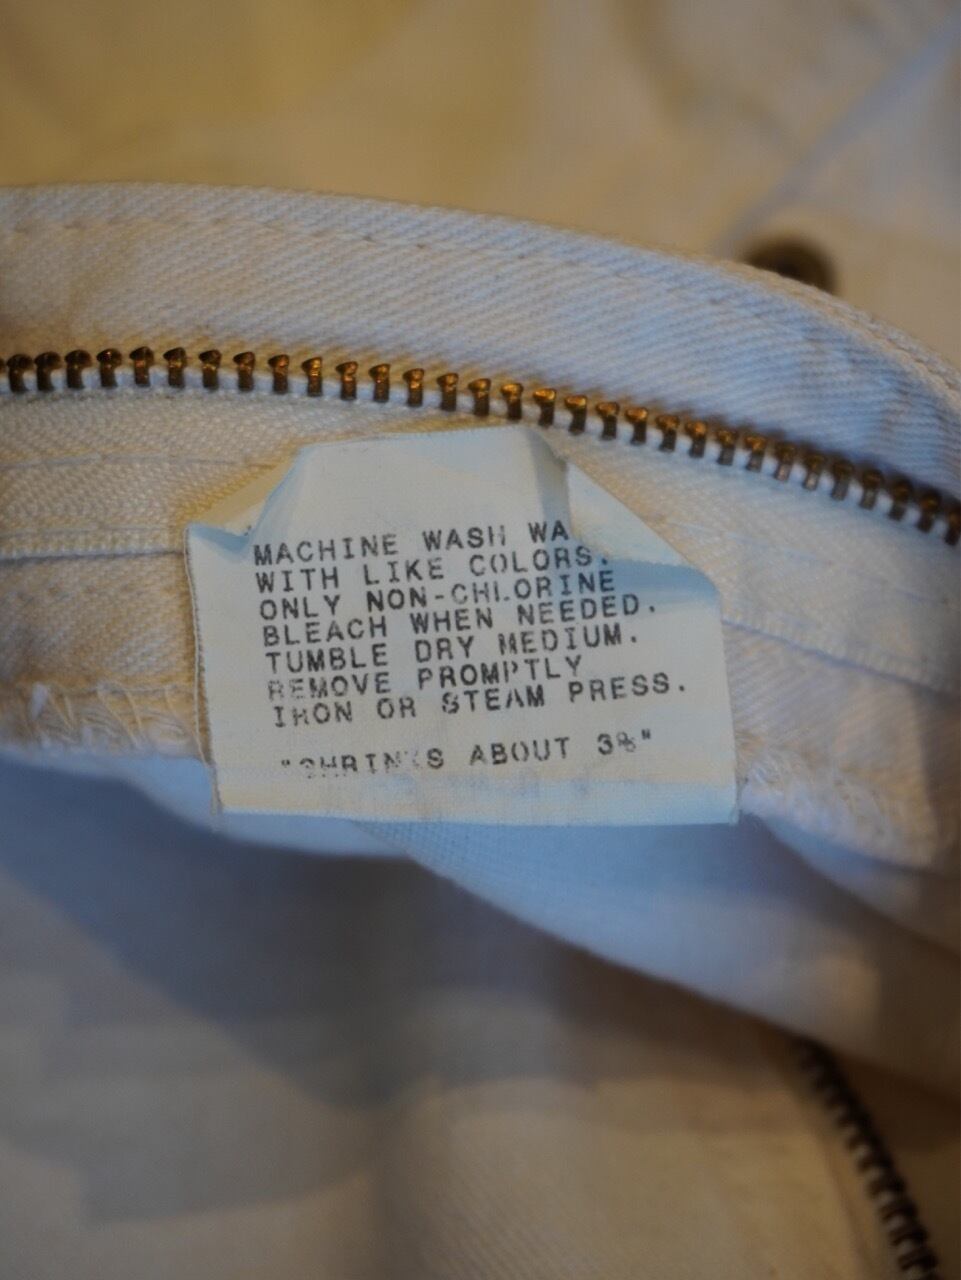 MACHINE WASH WA
WITH LIKE COLORS.
ONLY NON-CHLORINE
BLEACH WHEN NEEDED.
TUMBLE DRY MEDIUM.
REMOVE PROMPTLY
IRON OR STEAM PRESS.
"SHRINKS ABOUT 3%"